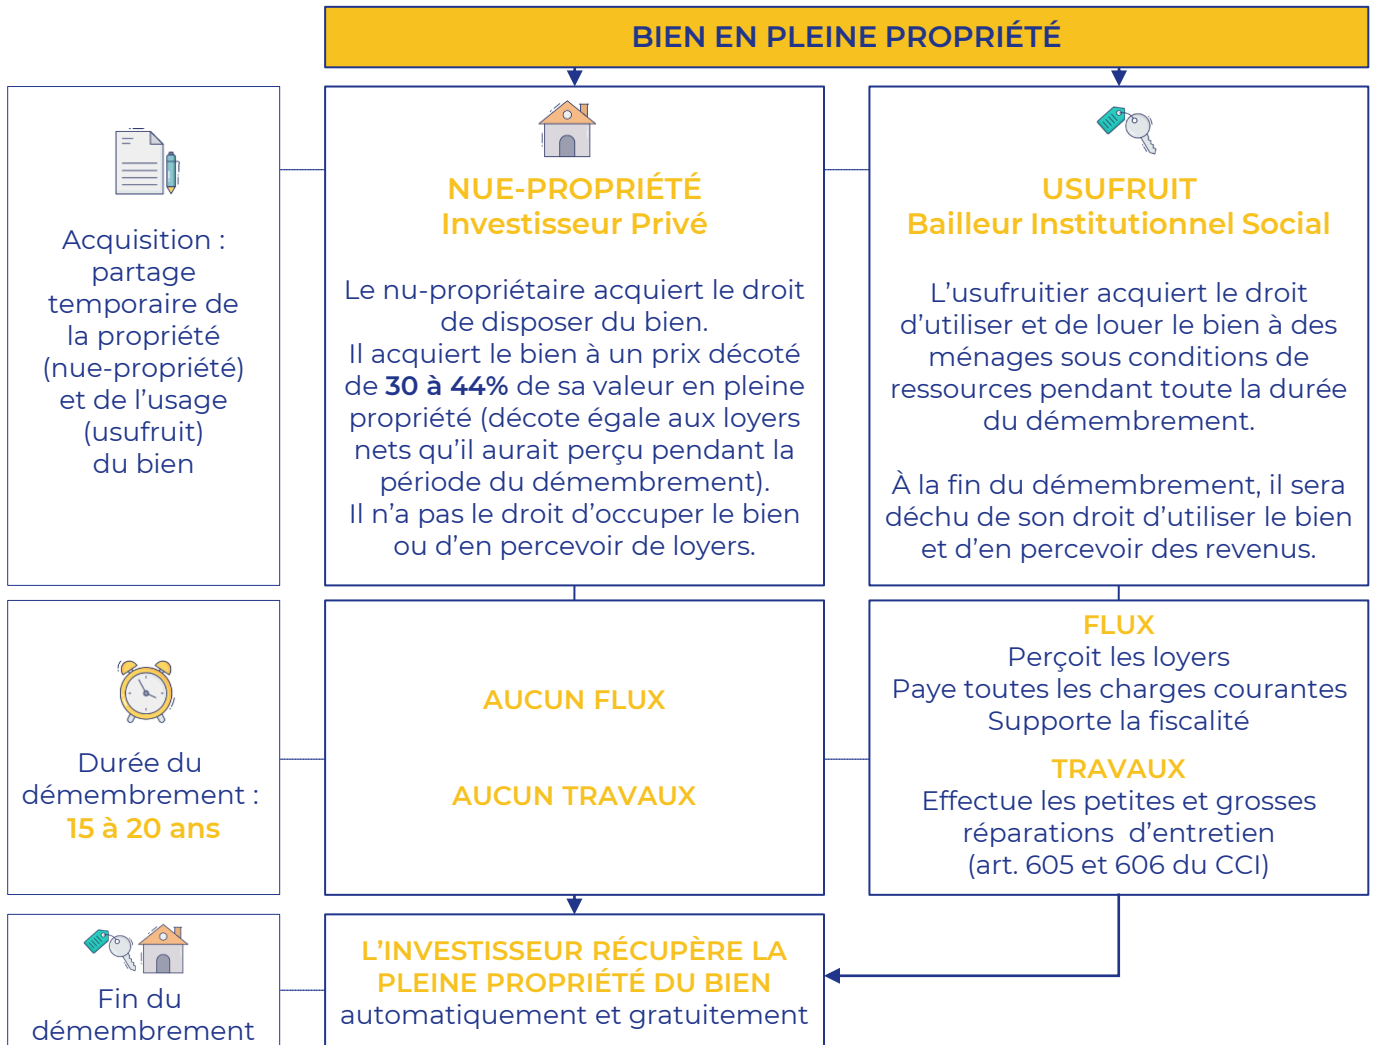 BIEN EN PLEINE PROPRIÉTÉ
Acquisition :
partage
temporaire de
la propriété
(nue-propriété)
et de l’usage
(usufruit)
du bien
NUE-PROPRIÉTÉ
Investisseur Privé
Le nu-propriétaire acquiert le droit
de disposer du bien.
Il acquiert le bien à un prix décoté
de 30 à 44% de sa valeur en pleine
propriété (décote égale aux loyers
nets qu’il aurait perçu pendant la
période du démembrement).
Il n’a pas le droit d’occuper le bien
ou d’en percevoir de loyers.
USUFRUIT
Bailleur Institutionnel Social
L’usufruitier acquiert le droit
d’utiliser et de louer le bien à des
ménages sous conditions de
ressources pendant toute la durée
du démembrement.
À la fin du démembrement, il sera
déchu de son droit d’utiliser le bien
et d’en percevoir des revenus.
Durée du
démembrement :
15 à 20 ans
AUCUN FLUX
AUCUN TRAVAUX
FLUX
Perçoit les loyers
Paye toutes les charges courantes
Supporte la fiscalité
TRAVAUX
Effectue les petites et grosses
réparations d’entretien
(art. 605 et 606 du CCI)
Fin du
démembrement
L’INVESTISSEUR RÉCUPÈRE LA
PLEINE PROPRIÉTÉ DU BIEN
automatiquement et gratuitement